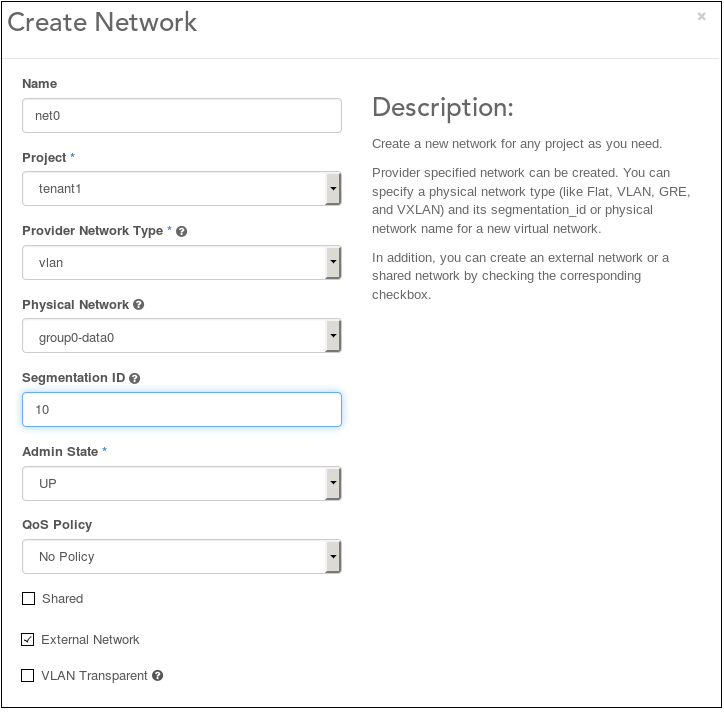 Create Network
×
Name
net0
Project *
tenant1
Provider Network Type *
vlan
Physical Network
group0-data0
Segmentation ID
10
Admin State *
UP
QoS Policy
No Policy
Shared
External Network
VLAN Transparent
Description:
Create a new network for any project as you need.
Provider specified network can be created. You can
specify a physical network type (like Flat, VLAN, GRE,
and VXLAN) and its segmentation_id or physical
network name for a new virtual network.
In addition, you can create an external network or a
shared network by checking the corresponding
checkbox.